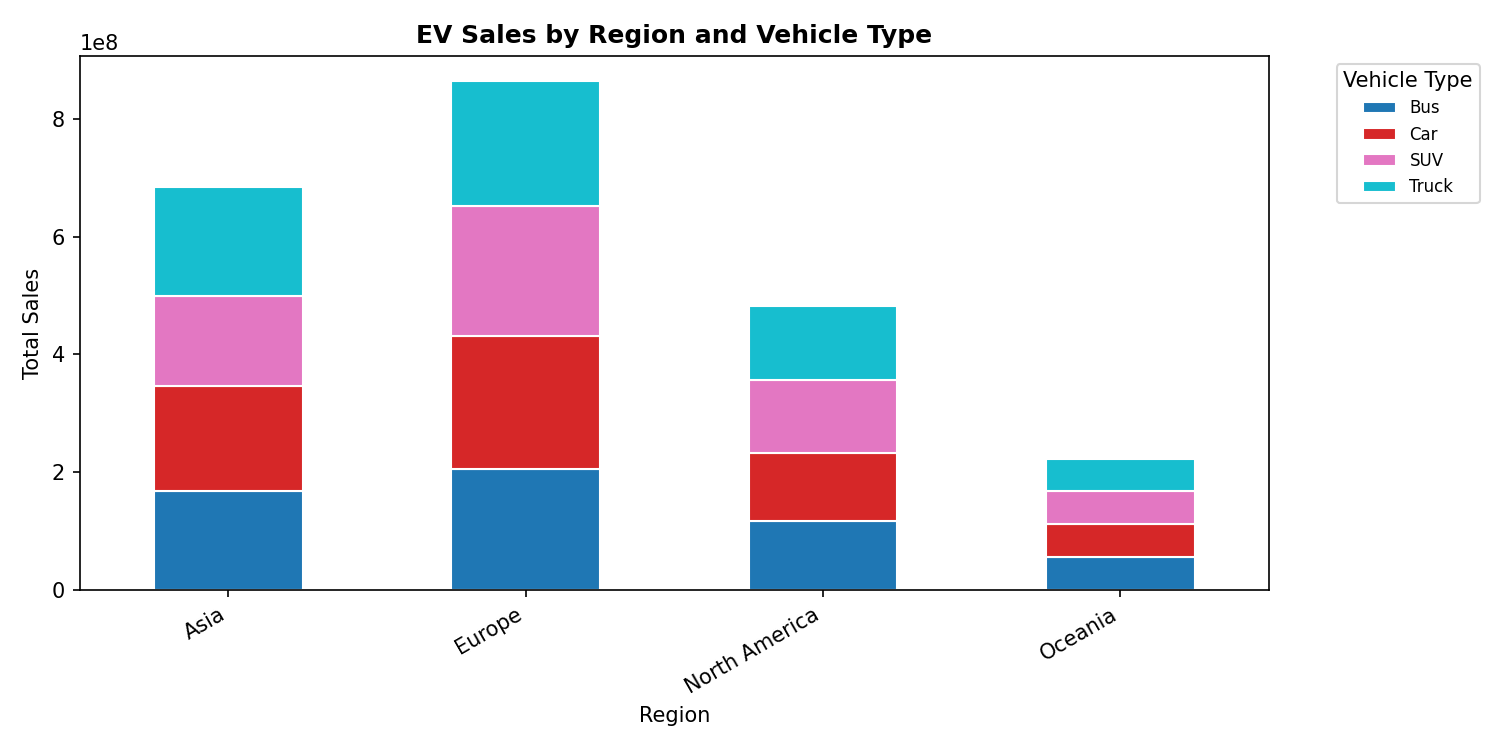 EV Sales by Region and Vehicle Type
1e8
8
6
4
2
0
Total Sales
Asia
Europe
North America
Oceania
Region
Vehicle Type
Bus
Car
SUV
Truck